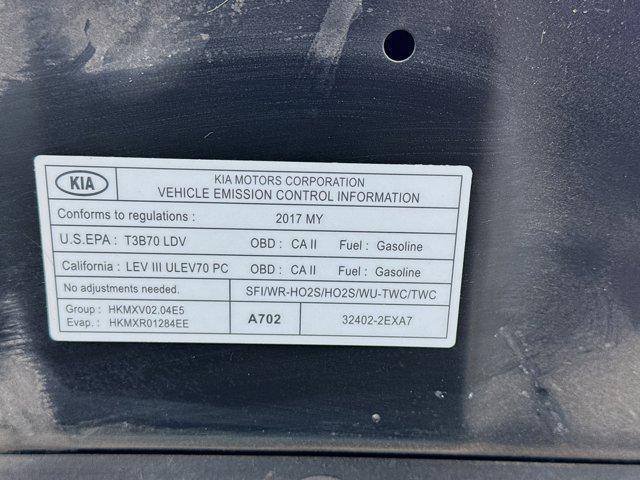 KIA
KIA MOTORS CORPORATION
VEHICLE EMISSION CONTROL INFORMATION
Conforms to regulations : 2017 MY
U.S.EPA : T3B70 LDV OBD : CA II Fuel : Gasoline
California : LEV III ULEV70 PC OBD : CA II Fuel : Gasoline
No adjustments needed. SFI/WR-HO2S/HO2S/WU-TWC/TWC
Group : HKMXV02.04E5
Evap. : HKMXR01284EE
A702 32402-2EXA7